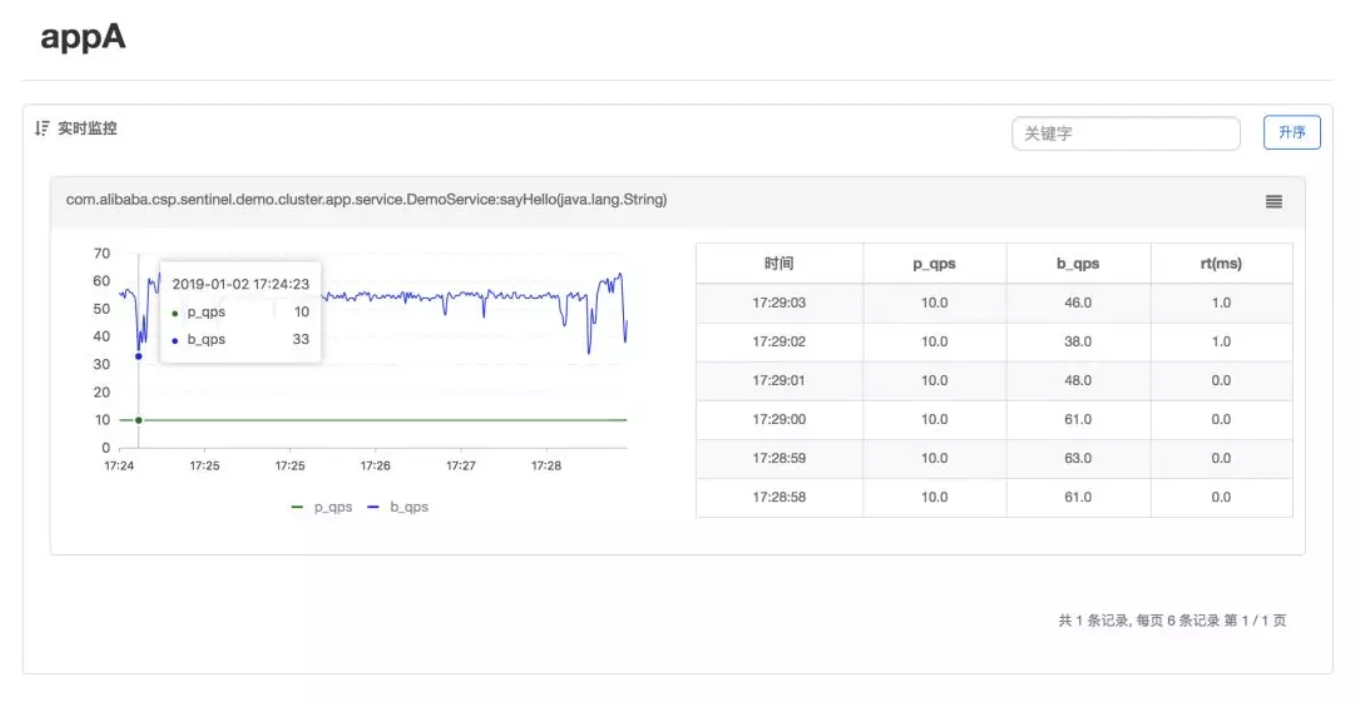 appA
实时监控
关键字
升序
com.alibaba.csp.sentinel.demo.cluster.app.service.DemoService:sayHello(java.lang.String)
70
60
50
40
30
20
10
0
2019-01-02 17:24:23
p_qps 10
b_qps 33
17:24 17:25 17:25 17:26 17:27 17:28
p_qps b_qps
时间 p_qps b_qps rt(ms)
17:29:03 10.0 46.0 1.0
17:29:02 10.0 38.0 1.0
17:29:01 10.0 48.0 0.0
17:29:00 10.0 61.0 0.0
17:28:59 10.0 63.0 0.0
17:28:58 10.0 61.0 0.0
共 1 条记录, 每页 6 条记录 第 1 / 1 页